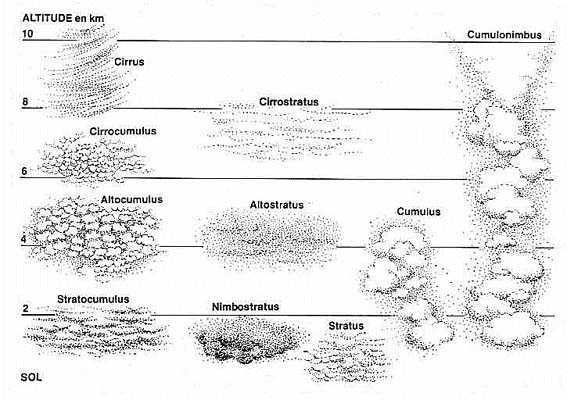 ALTITUDE en km
10
Cumulonimbus
Cirrus
8
Cirrostratus
Cirrocumulus
6
Altocumulus
Altostratus
Cumulus
4
Stratocumulus
2
Nimbostratus
Stratus
SOL